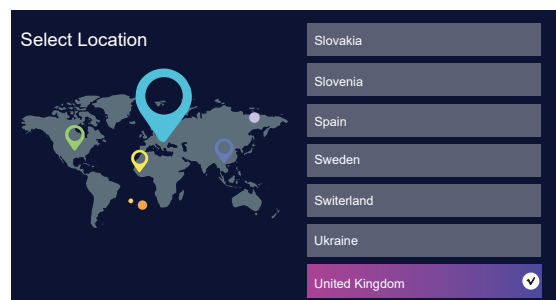 Select Location
Slovakia
Slovenia
Spain
Sweden
Switerland
Ukraine
United Kingdom